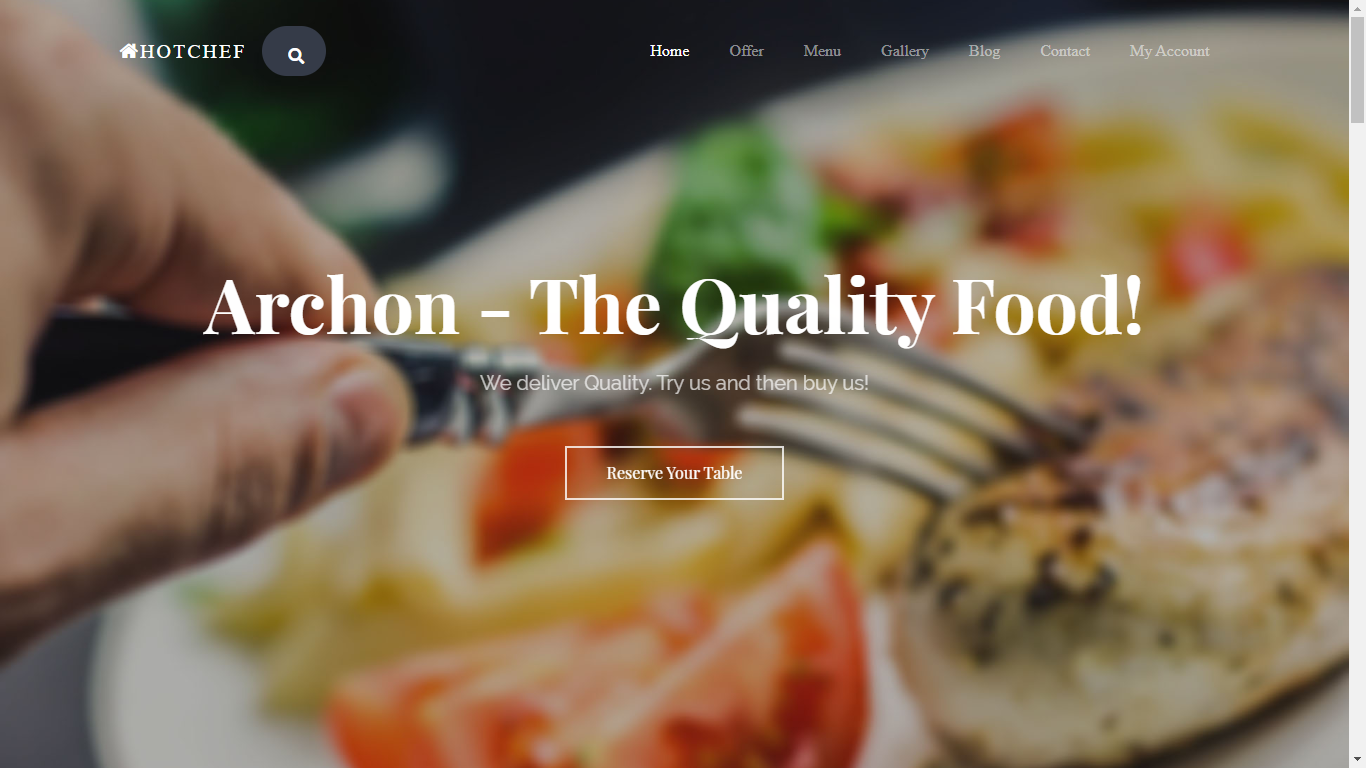 HOTCHEF
Home Offer Menu Gallery Blog Contact My Account
Archon - The Quality Food!
We deliver Quality. Try us and then buy us!
Reserve Your Table